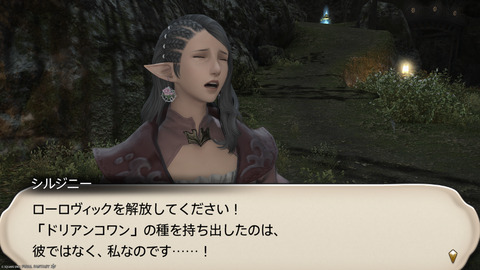 シルジニー
ローロヴィックを解放してください！
「ドリアンコワン」の種を持ち出したのは、
彼ではなく、私なのです……！